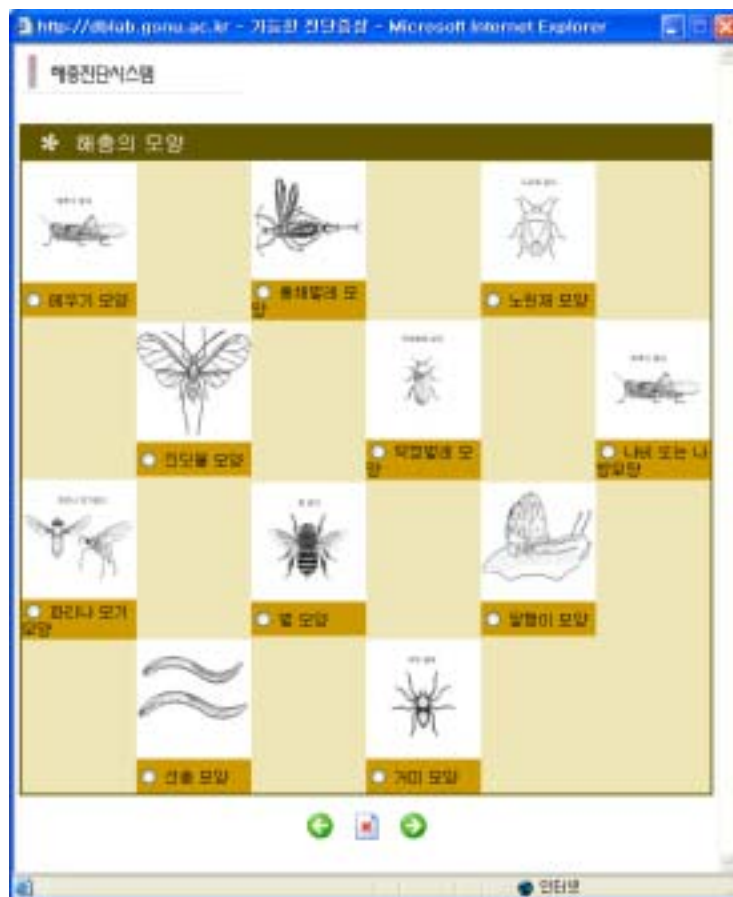 http://dblab.gsnu.ac.kr - 가능한 진단증상 - Microsoft Internet Explorer
해충진단시스템
해충의 모양
메뚜기 모양
총채벌레 모
양
노린재 모양
진딧물 모양
딱정벌레 모
양
나비 또는 나
방모양
파리나 모기
모양
벌 모양
달팽이 모양
선충 모양
거미 모양
인터넷